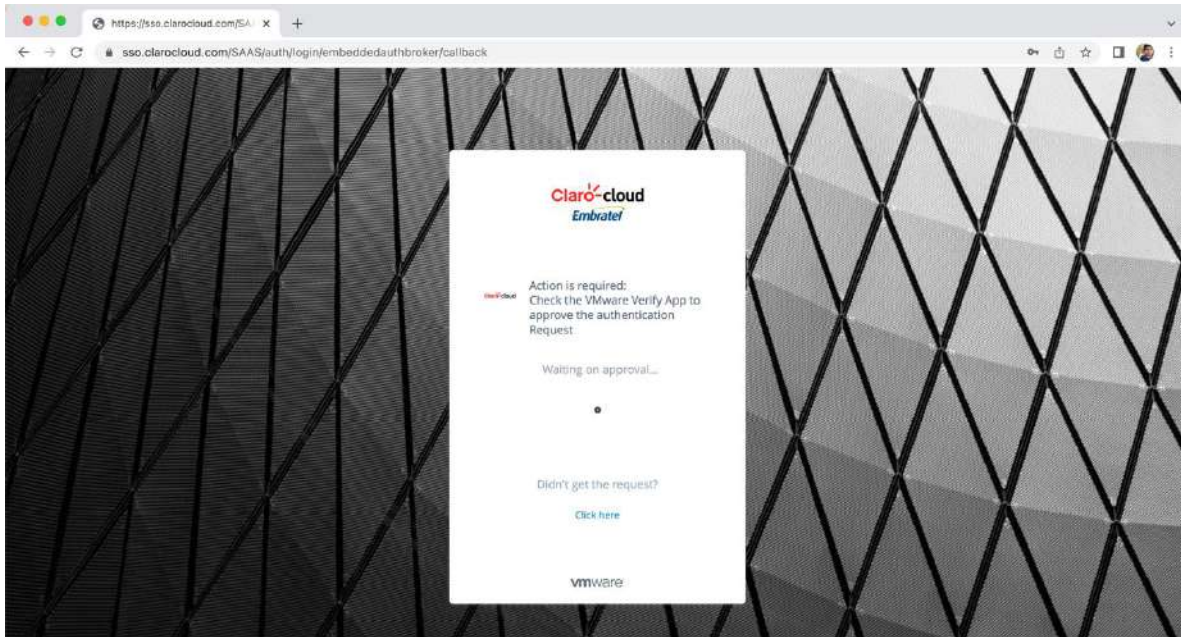 https://sso.clarocloud.com/SA
sso.clarocloud.com/SAAS/auth/login/embeddedauthbroker/callback
Claro-cloud
Embratel
Claro-cloud
Action is required:
Check the VMware Verify App to
approve the authentication
Request
Waiting on approval...
Didn't get the request?
Click here
vmware